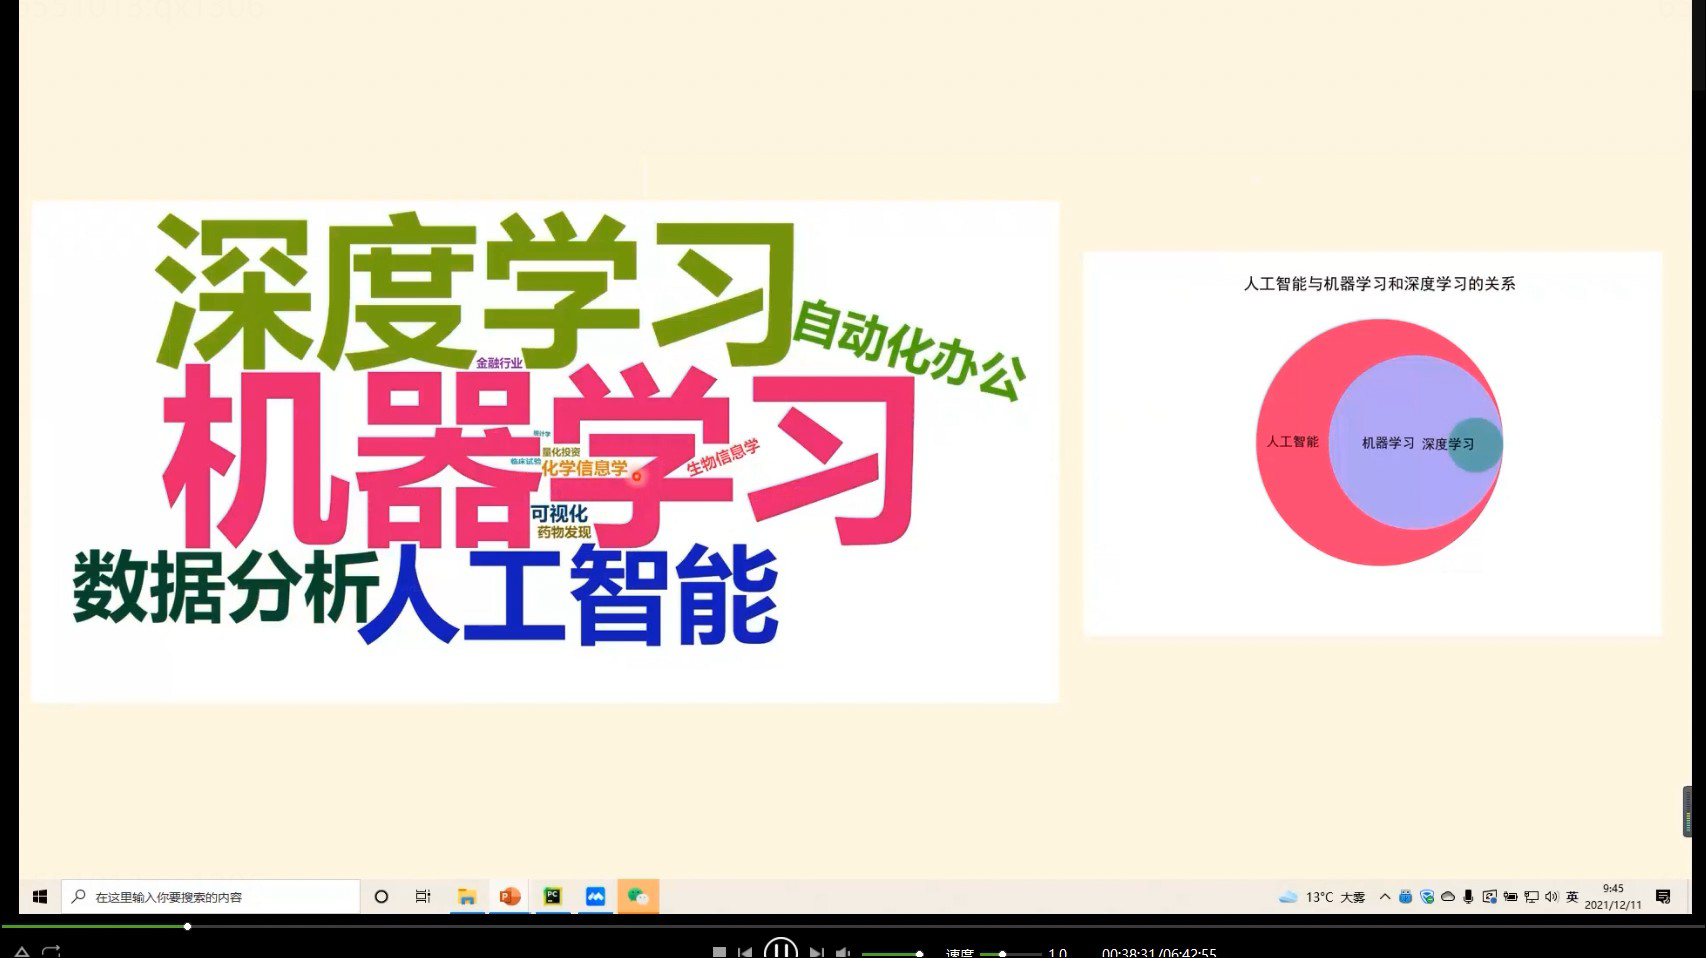 深度学习
自动化办公
金融行业
机器学习
统计学
量化投资
临床试验
化学信息学
生物信息学
可视化
药物发现
数据分析
人工智能
人工智能与机器学习和深度学习的关系
人工智能
机器学习
深度学习
在这里输入你要搜索的内容
13°C 大雾
英
9:45
2021/12/11
速度
1.0
00:38:31/06:42:55